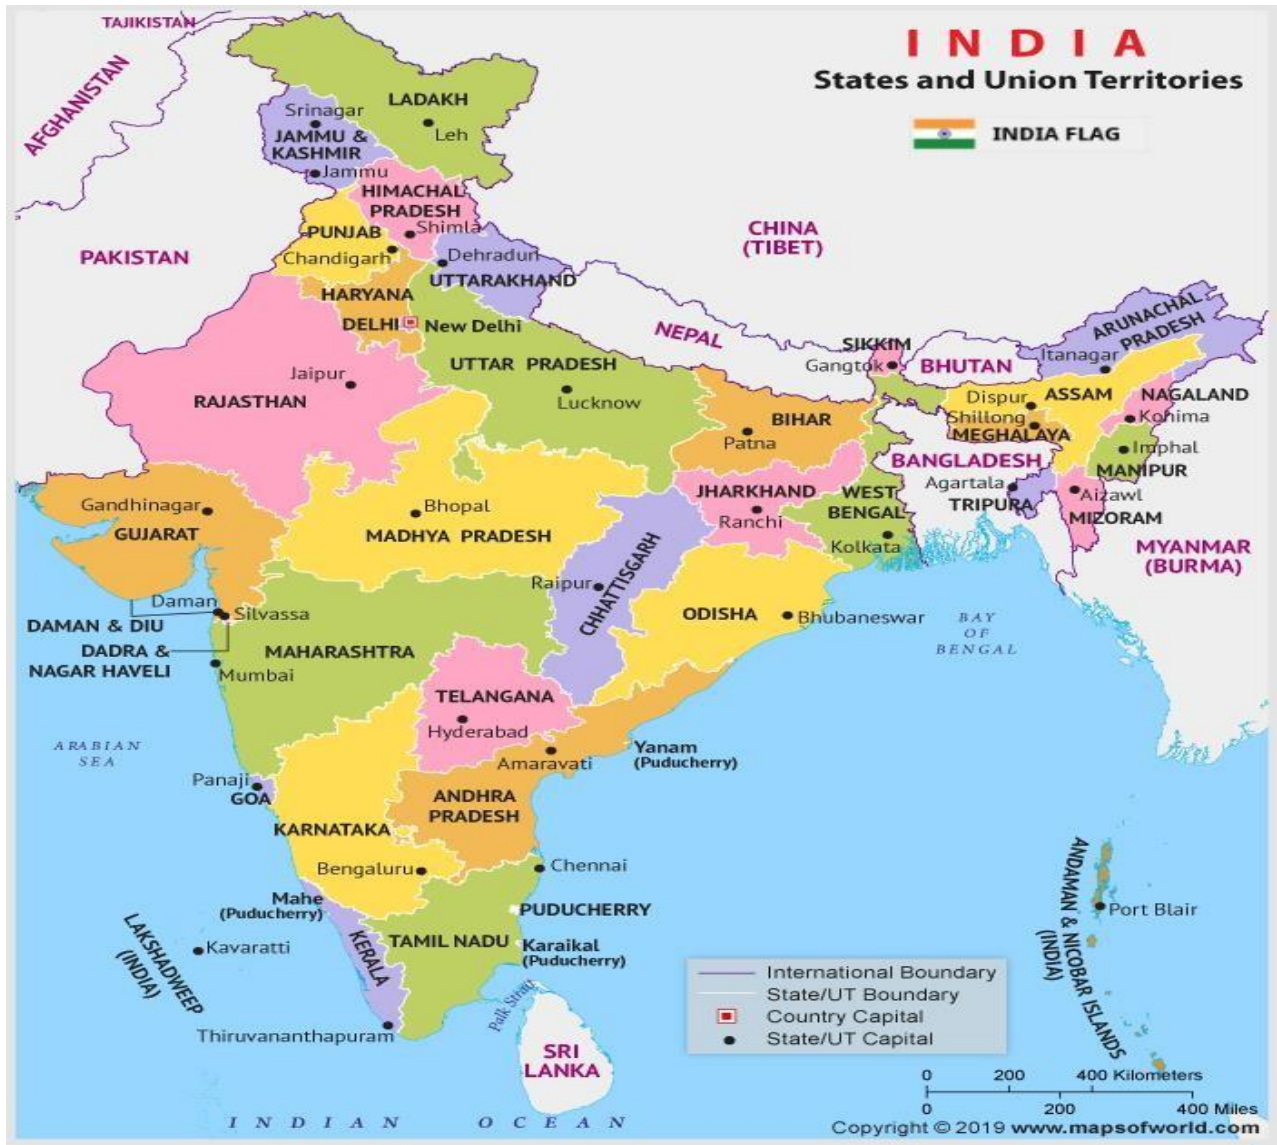 INDIA
States and Union Territories
INDIA FLAG
TAJIKISTAN
AFGHANISTAN
PAKISTAN
CHINA
(TIBET)
NEPAL
BHUTAN
BANGLADESH
MYANMAR
(BURMA)
SRI
LANKA
LADAKH
Leh
Srinagar
JAMMU &
KASHMIR
Jammu
HIMACHAL
PRADESH
Shimla
PUNJAB
Chandigarh
Dehradun
UTTARAKHAND
HARYANA
DELHI
New Delhi
UTTAR PRADESH
Lucknow
Jaipur
RAJASTHAN
SIKKIM
Gangtok
ARUNACHAL
PRADESH
Itanagar
Dispur
ASSAM
NAGALAND
Kohima
Shillong
MEGHALAYA
Imphal
MANIPUR
Agartala
TRIPURA
Aizawl
MIZORAM
BIHAR
Patna
JHARKHAND
Ranchi
WEST
BENGAL
Kolkata
Gandhinagar
GUJARAT
Bhopal
MADHYA PRADESH
Raipur
CHHATTISGARH
ODISHA
Bhubaneswar
Daman
Silvassa
DAMAN & DIU
DADRA &
NAGAR HAVELI
MAHARASHTRA
Mumbai
TELANGANA
Hyderabad
Amaravati
Yanam
(Puducherry)
ANDHRA
PRADESH
Panaji
GOA
KARNATAKA
Bengaluru
Chennai
Mahe
(Puducherry)
PUDUCHERRY
KERALA
TAMIL NADU
Karaikal
(Puducherry)
Thiruvananthapuram
LAKSHADWEEP
(INDIA)
Kavaratti
ANDAMAN & NICOBAR ISLANDS
(INDIA)
Port Blair
ARABIAN
SEA
BAY
OF
BENGAL
Palk Strait
INDIAN OCEAN
International Boundary
State/UT Boundary
Country Capital
State/UT Capital
0 200 400 Kilometers
0 200 400 Miles
Copyright © 2019 www.mapsofworld.com